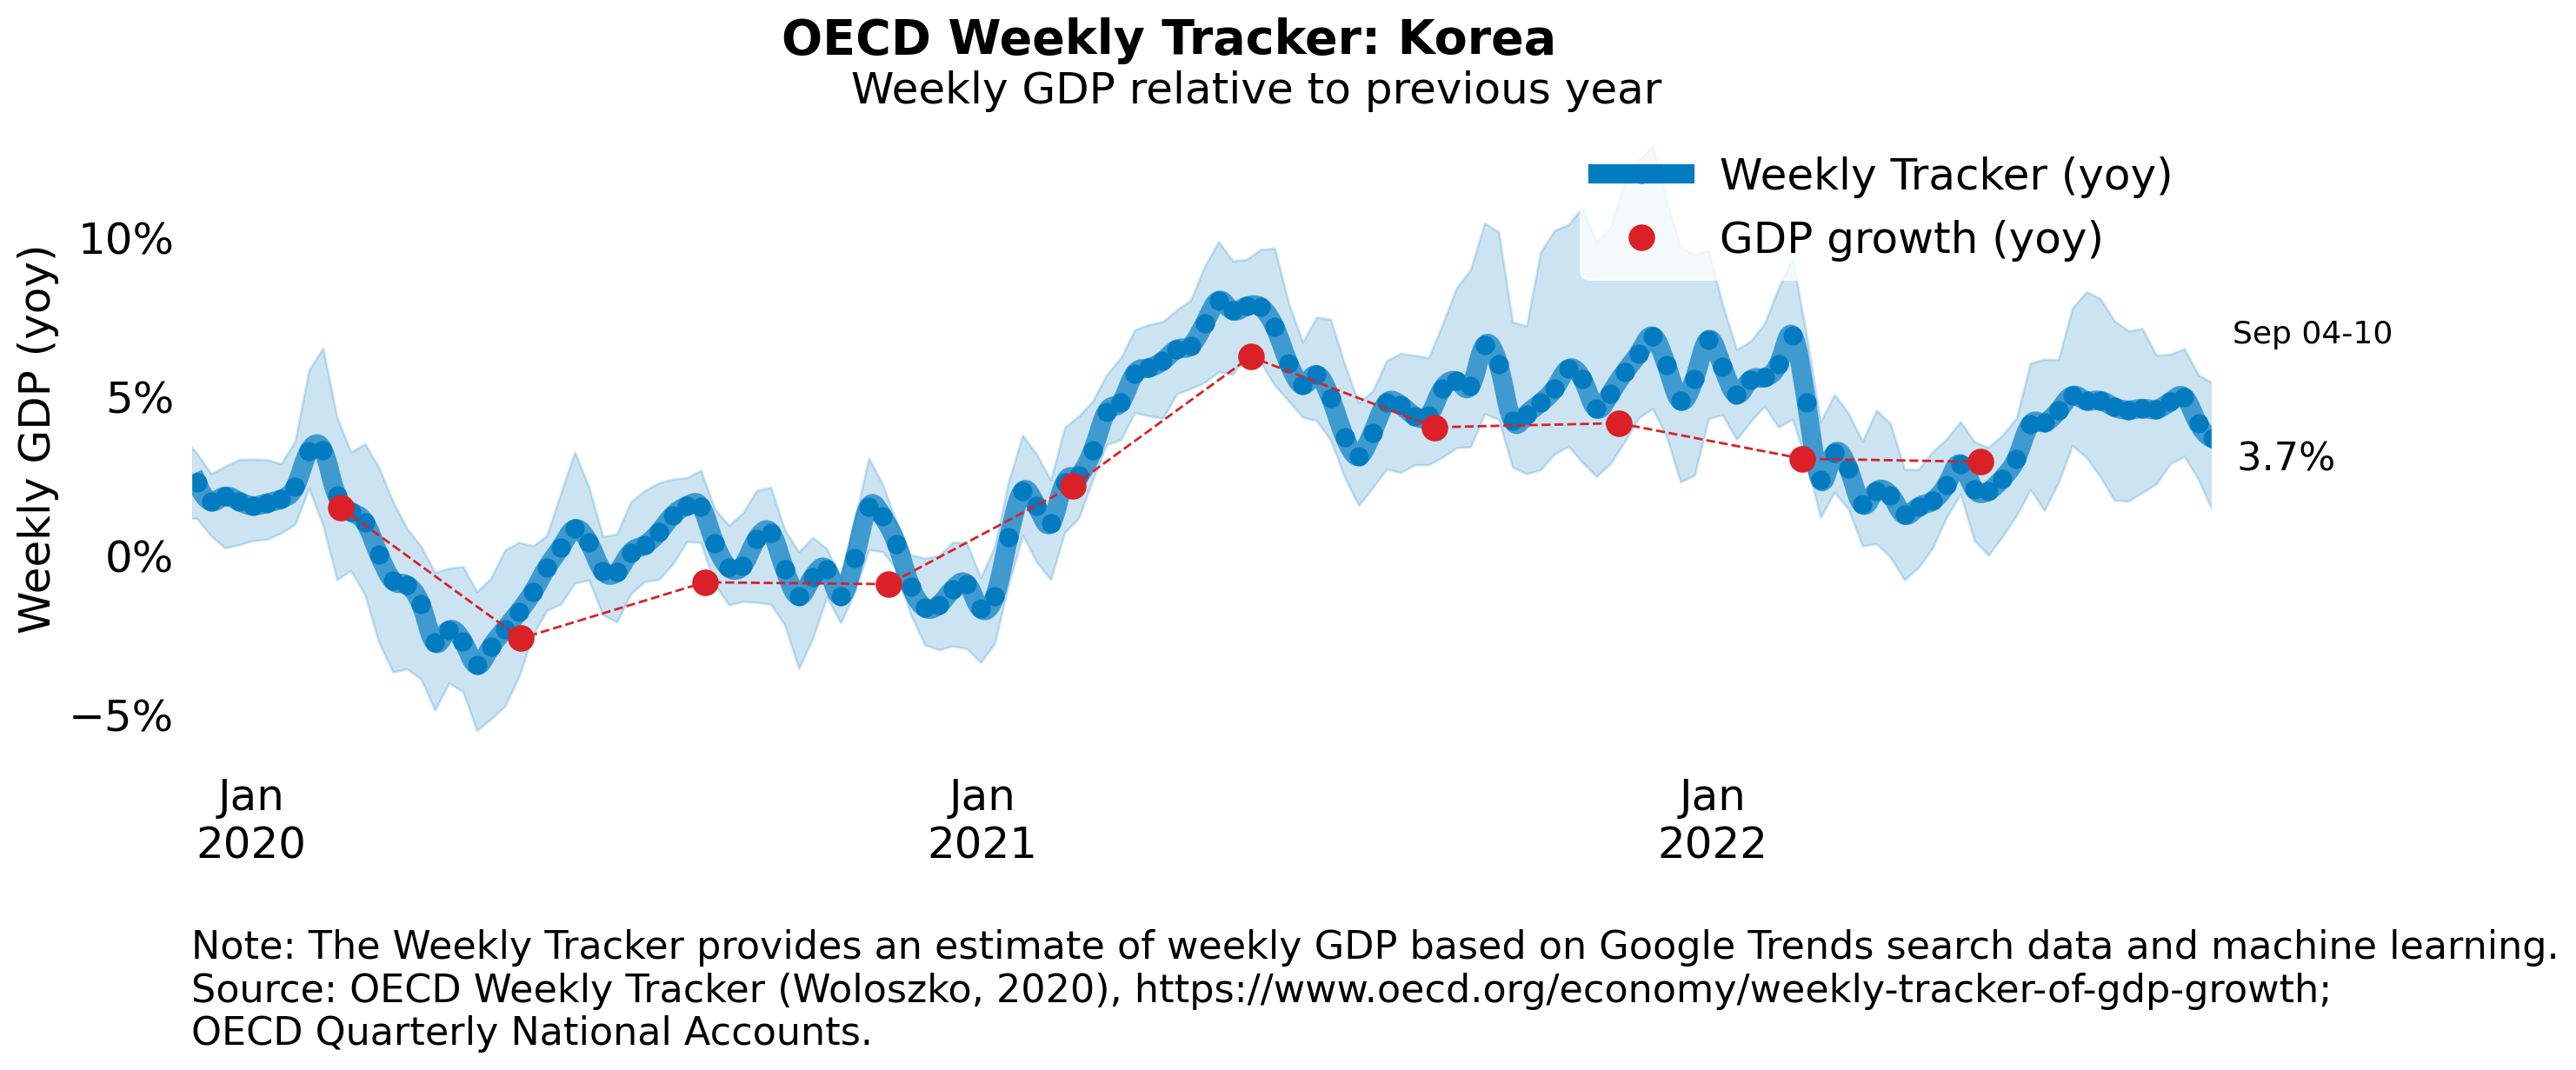 OECD Weekly Tracker: Korea
Weekly GDP relative to previous year
Weekly Tracker (yoy)
GDP growth (yoy)
Weekly GDP (yoy)
10%
5%
0%
−5%
Sep 04-10
3.7%
Jan
2020
Jan
2021
Jan
2022
Note: The Weekly Tracker provides an estimate of weekly GDP based on Google Trends search data and machine learning.
Source: OECD Weekly Tracker (Woloszko, 2020), https://www.oecd.org/economy/weekly-tracker-of-gdp-growth;
OECD Quarterly National Accounts.